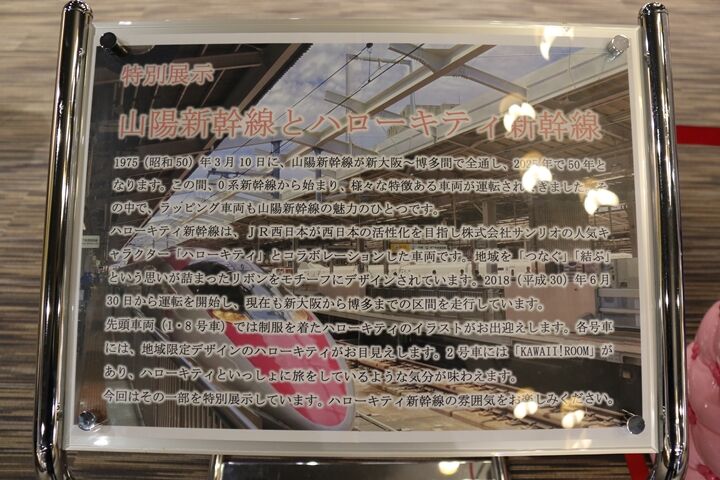 特別展示
山陽新幹線とハローキティ新幹線
1975（昭和50）年3月10日に、山陽新幹線が新大阪～博多間で全通し、2025年で50年と
なります。この間、0系新幹線から始まり、様々な特徴ある車両が運転されてきました。そ
の中で、ラッピング車両も山陽新幹線の魅力のひとつです。
ハローキティ新幹線は、JR西日本が西日本の活性化を目指し株式会社サンリオの人気キ
ャラクター「ハローキティ」とコラボレーションした車両です。地域を「つなぐ」「結ぶ」
という思いが詰まったリボンをモチーフにデザインされています。2018（平成30）年6月
30日から運転を開始し、現在も新大阪から博多までの区間を走行しています。
先頭車両（1・8号車）では制服を着たハローキティのイラストがお出迎えします。各号車
には、地域限定デザインのハローキティがお目見えします。2号車には「KAWAII!ROOM」が
あり、ハローキティといっしょに旅をしているような気分が味わえます。
今回はその一部を特別展示しています。ハローキティ新幹線の雰囲気をお楽しみください。